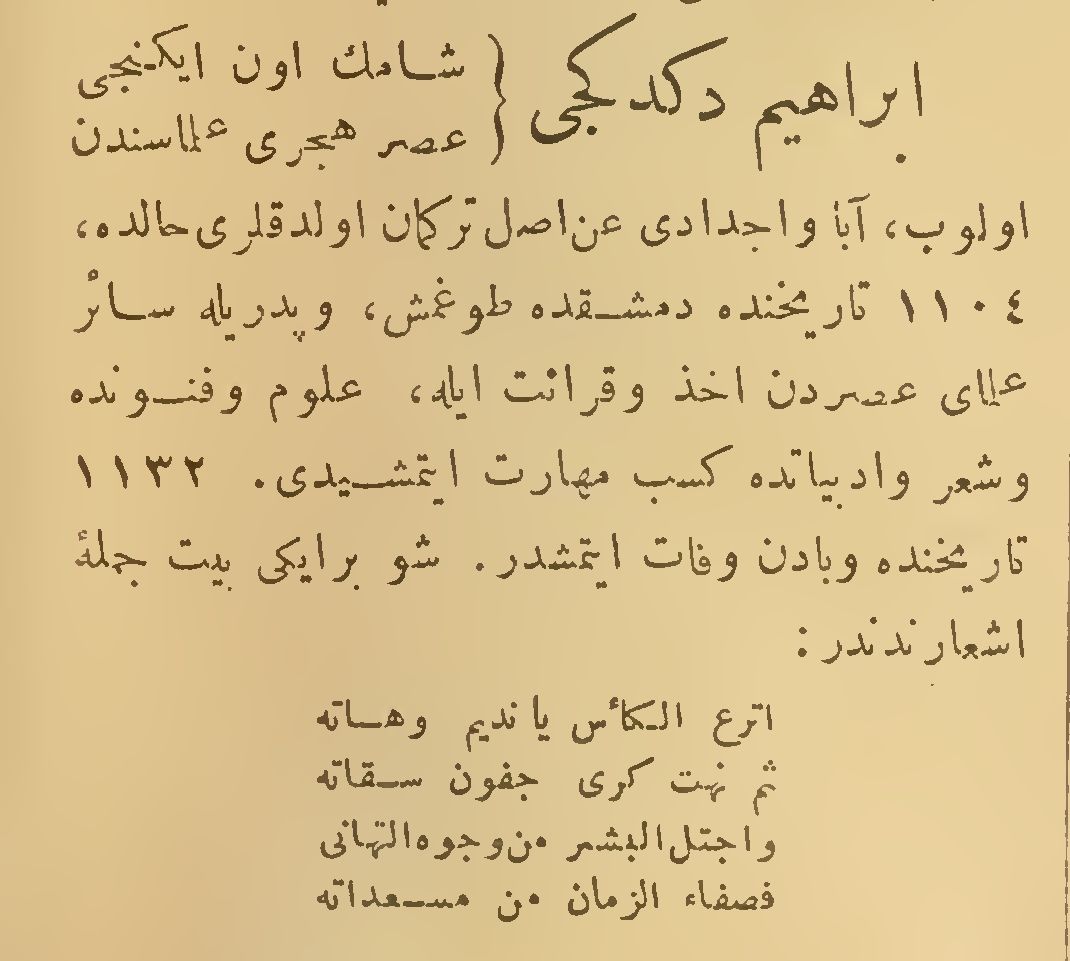 ابراهيم دكدكجى { شامك اون ايكنجى
عصر هجرى علماسندن
اولوب، آبا واجدادى عن اصل تركمان اولدقلرى حالده،
١١٠٤ تاريخنده دمشقده طوغمش، وپدريله سائر
علماى عصردن اخذ وقرائت ايله، علوم وفنونده
وشعر وادبياتده كسب مهارت ايتمشيدى. ١١٣٢
تاريخنده وبادن وفات ايتمشدر. شو برايكى بيت جملهٔ
اشعارندندر:
اترع الكأس يا نديم وهاته
ثم نهت كرى جفون سقاته
واجتل البشر من وجوه التهانى
فصفاء الزمان من مسعداته